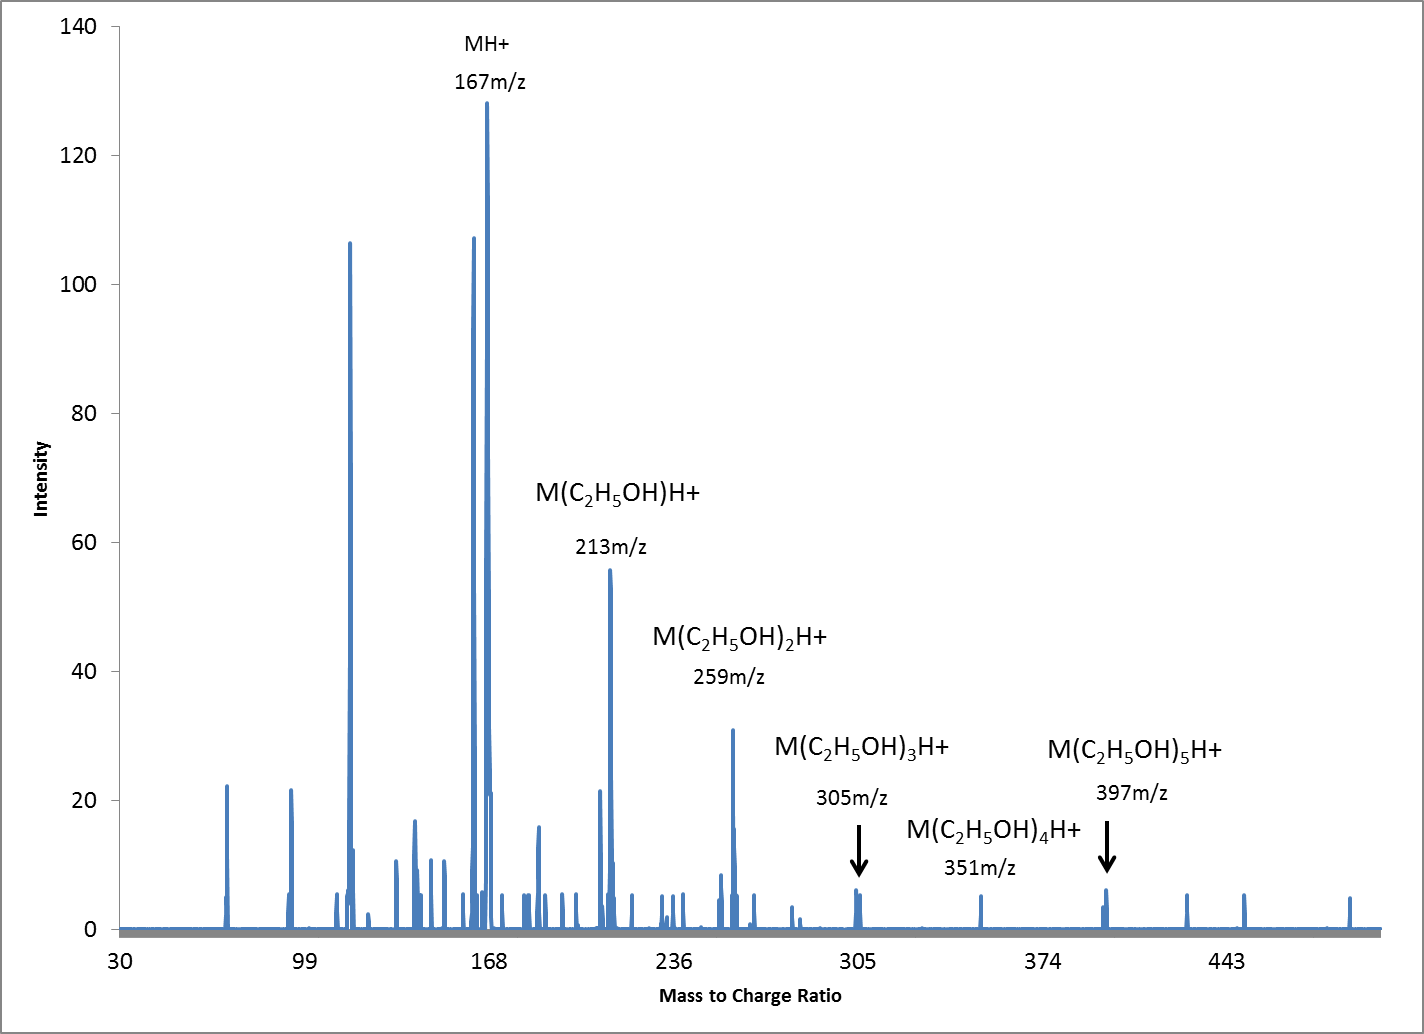 140
120
100
80
60
40
20
0
Intensity
MH+
167m/z
M(C₂H₅OH)H+
213m/z
M(C₂H₅OH)₂H+
259m/z
M(C₂H₅OH)₃H+
305m/z
M(C₂H₅OH)₄H+
351m/z
M(C₂H₅OH)₅H+
397m/z
30 99 168 236 305 374 443
Mass to Charge Ratio